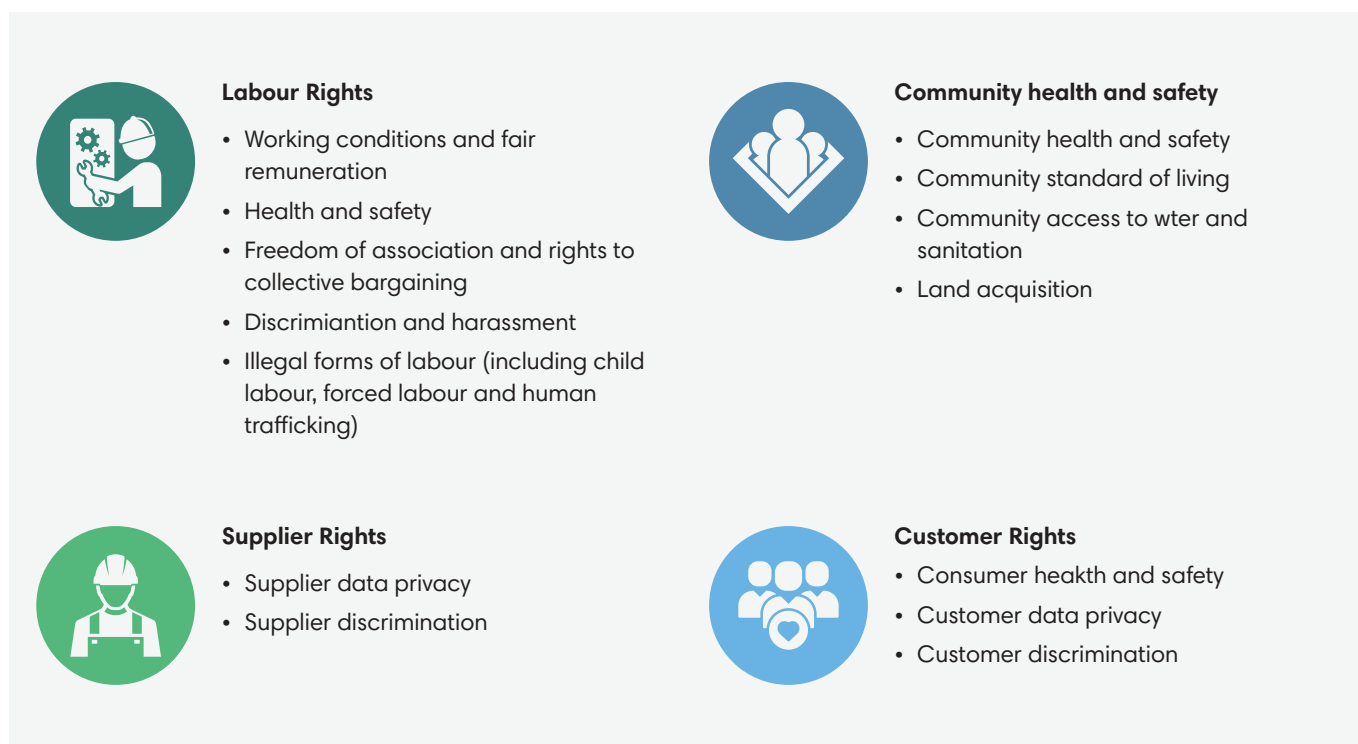 Labour Rights
• Working conditions and fair
remuneration
• Health and safety
• Freedom of association and rights to
collective bargaining
• Discrimiantion and harassment
• Illegal forms of labour (including child
labour, forced labour and human
trafficking)
Community health and safety
• Community health and safety
• Community standard of living
• Community access to wter and
sanitation
• Land acquisition
Supplier Rights
• Supplier data privacy
• Supplier discrimination
Customer Rights
• Consumer heakth and safety
• Customer data privacy
• Customer discrimination